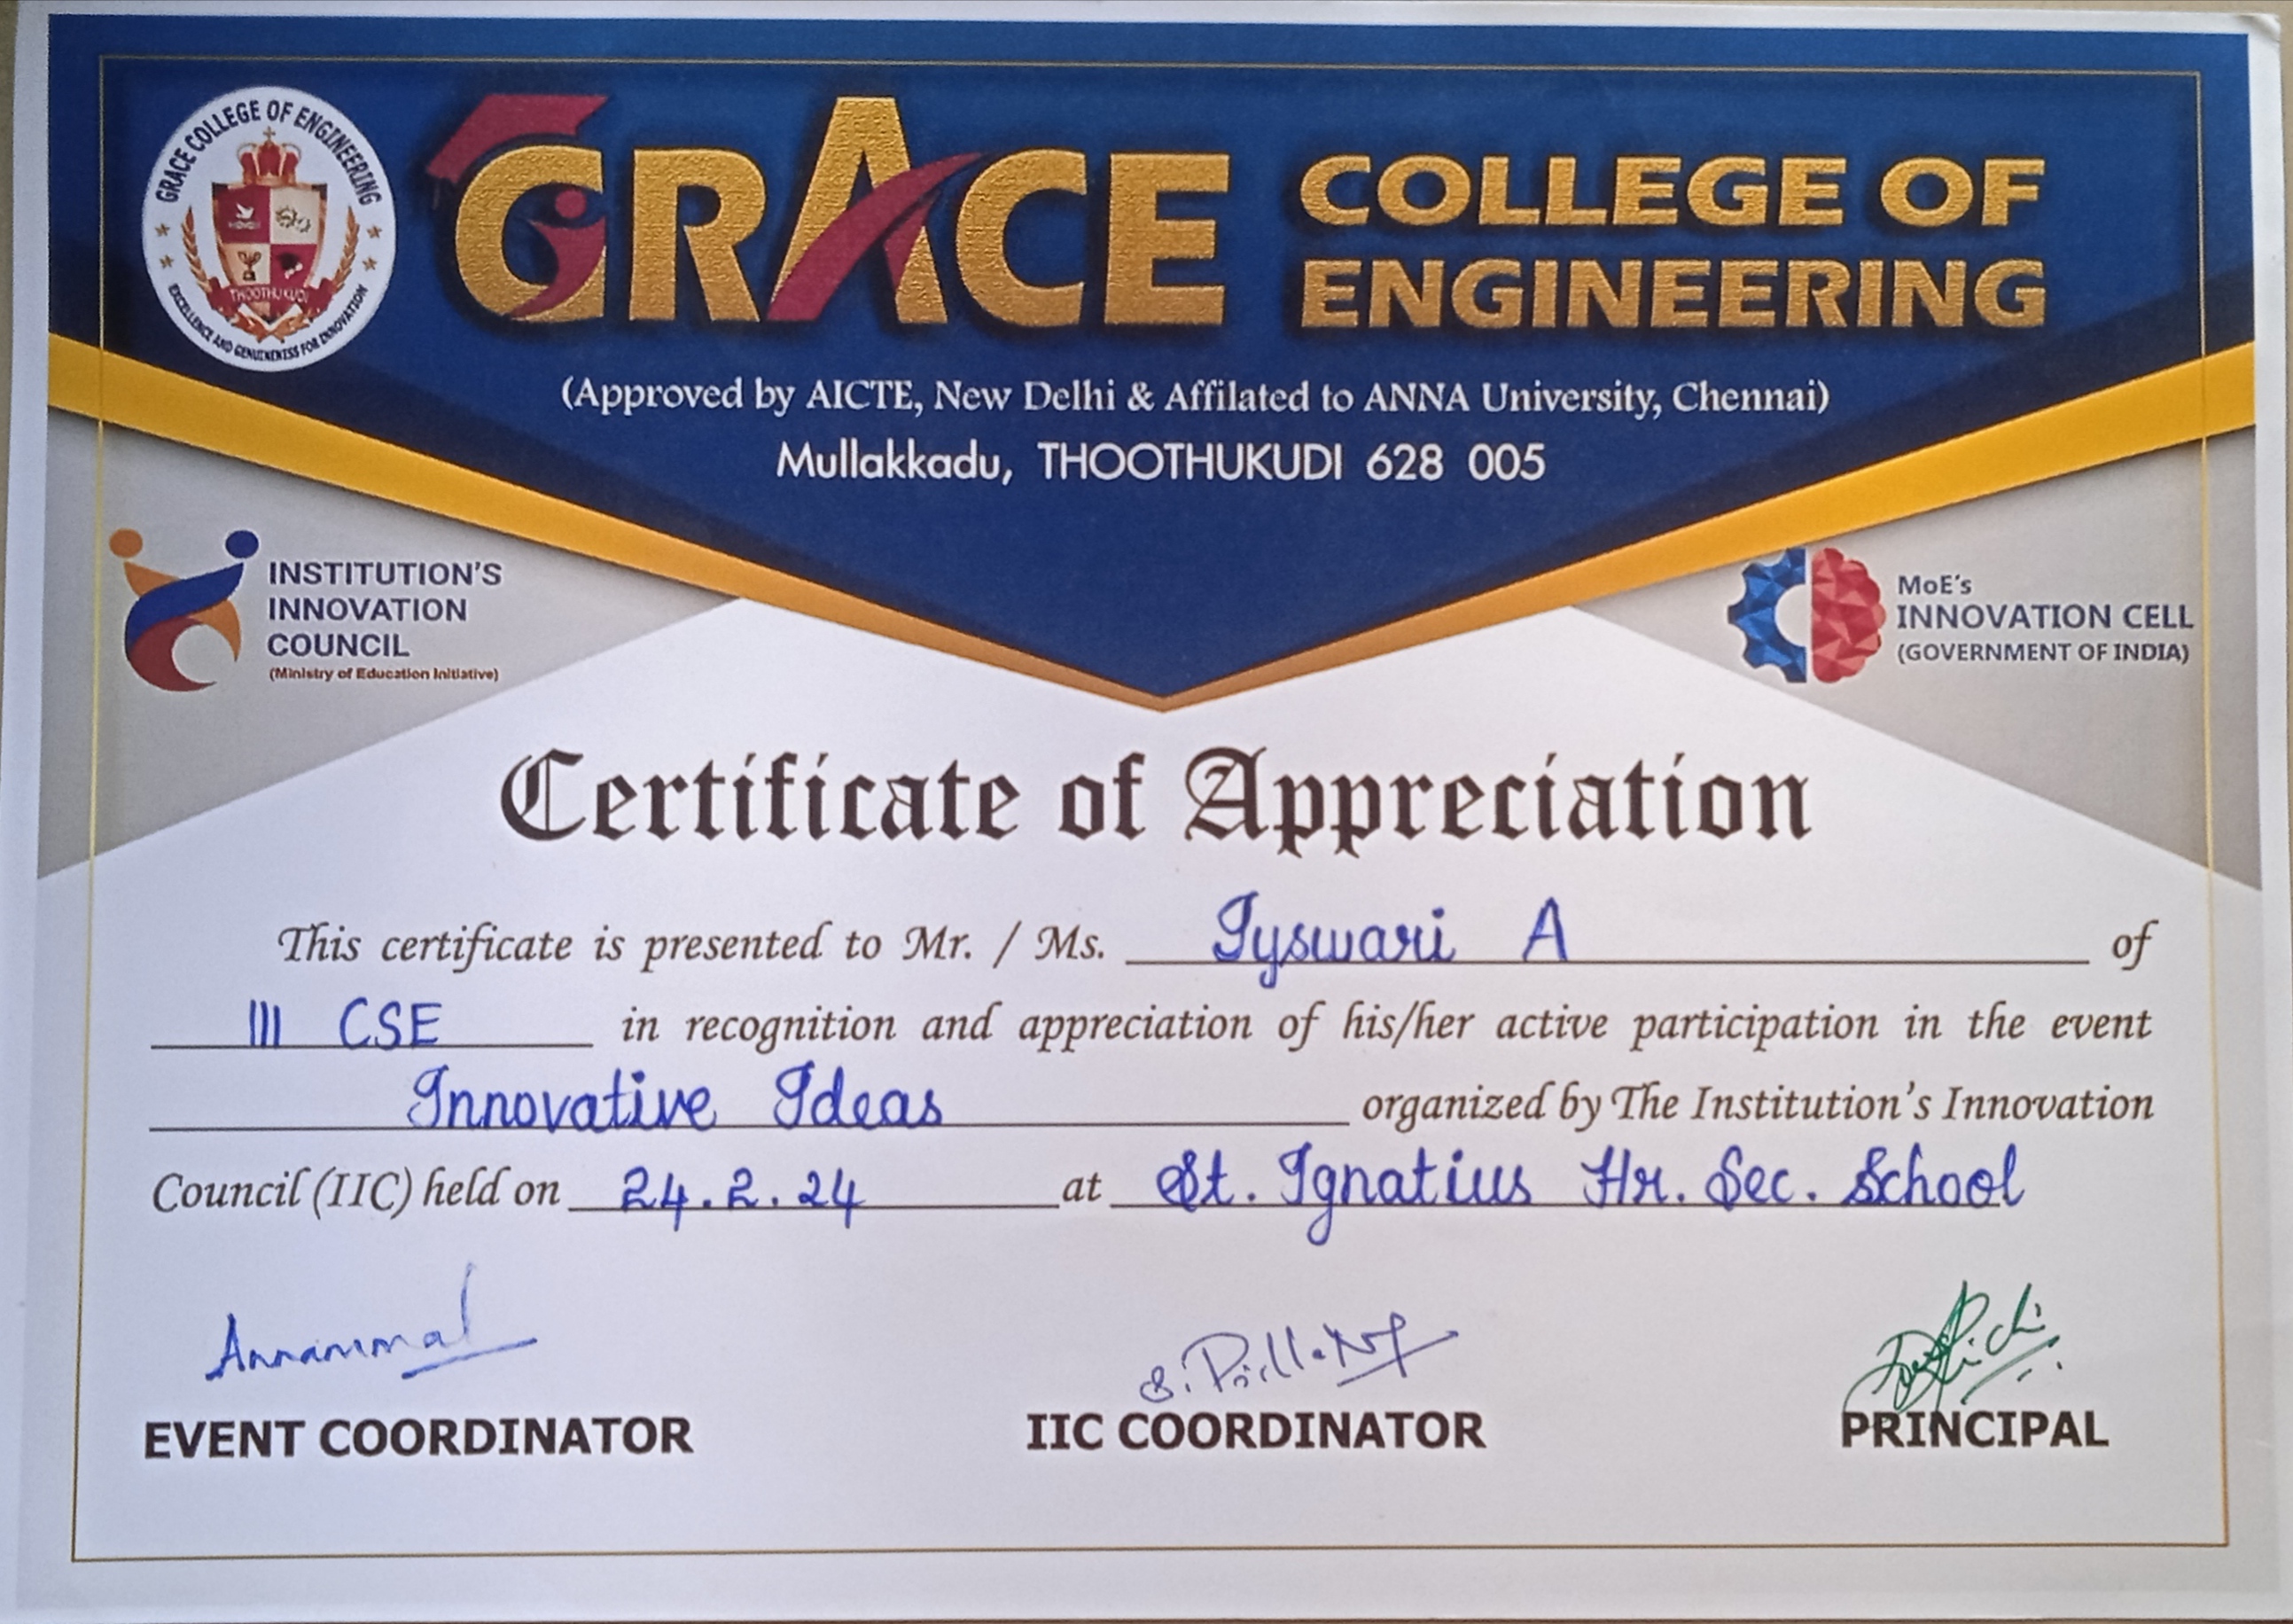 GRACE COLLEGE OF ENGINEERING
THOOTHUKUDI
EXCELLENCE AND GENUINENESS FOR INNOVATION
GRACE COLLEGE OF
ENGINEERING
(Approved by AICTE, New Delhi & Affilated to ANNA University, Chennai)
Mullakkadu, THOOTHUKUDI 628 005
INSTITUTION'S
INNOVATION
COUNCIL
(Ministry of Education Initiative)
MoE's
INNOVATION CELL
(GOVERNMENT OF INDIA)
Certificate of Appreciation
This certificate is presented to Mr. / Ms. Iyswari A of
III CSE in recognition and appreciation of his/her active participation in the event
Innovative Ideas organized by The Institution's Innovation
Council (IIC) held on 24.2.24 at St. Ignatius Hr. Sec. School
Annammal
EVENT COORDINATOR
IIC COORDINATOR
PRINCIPAL